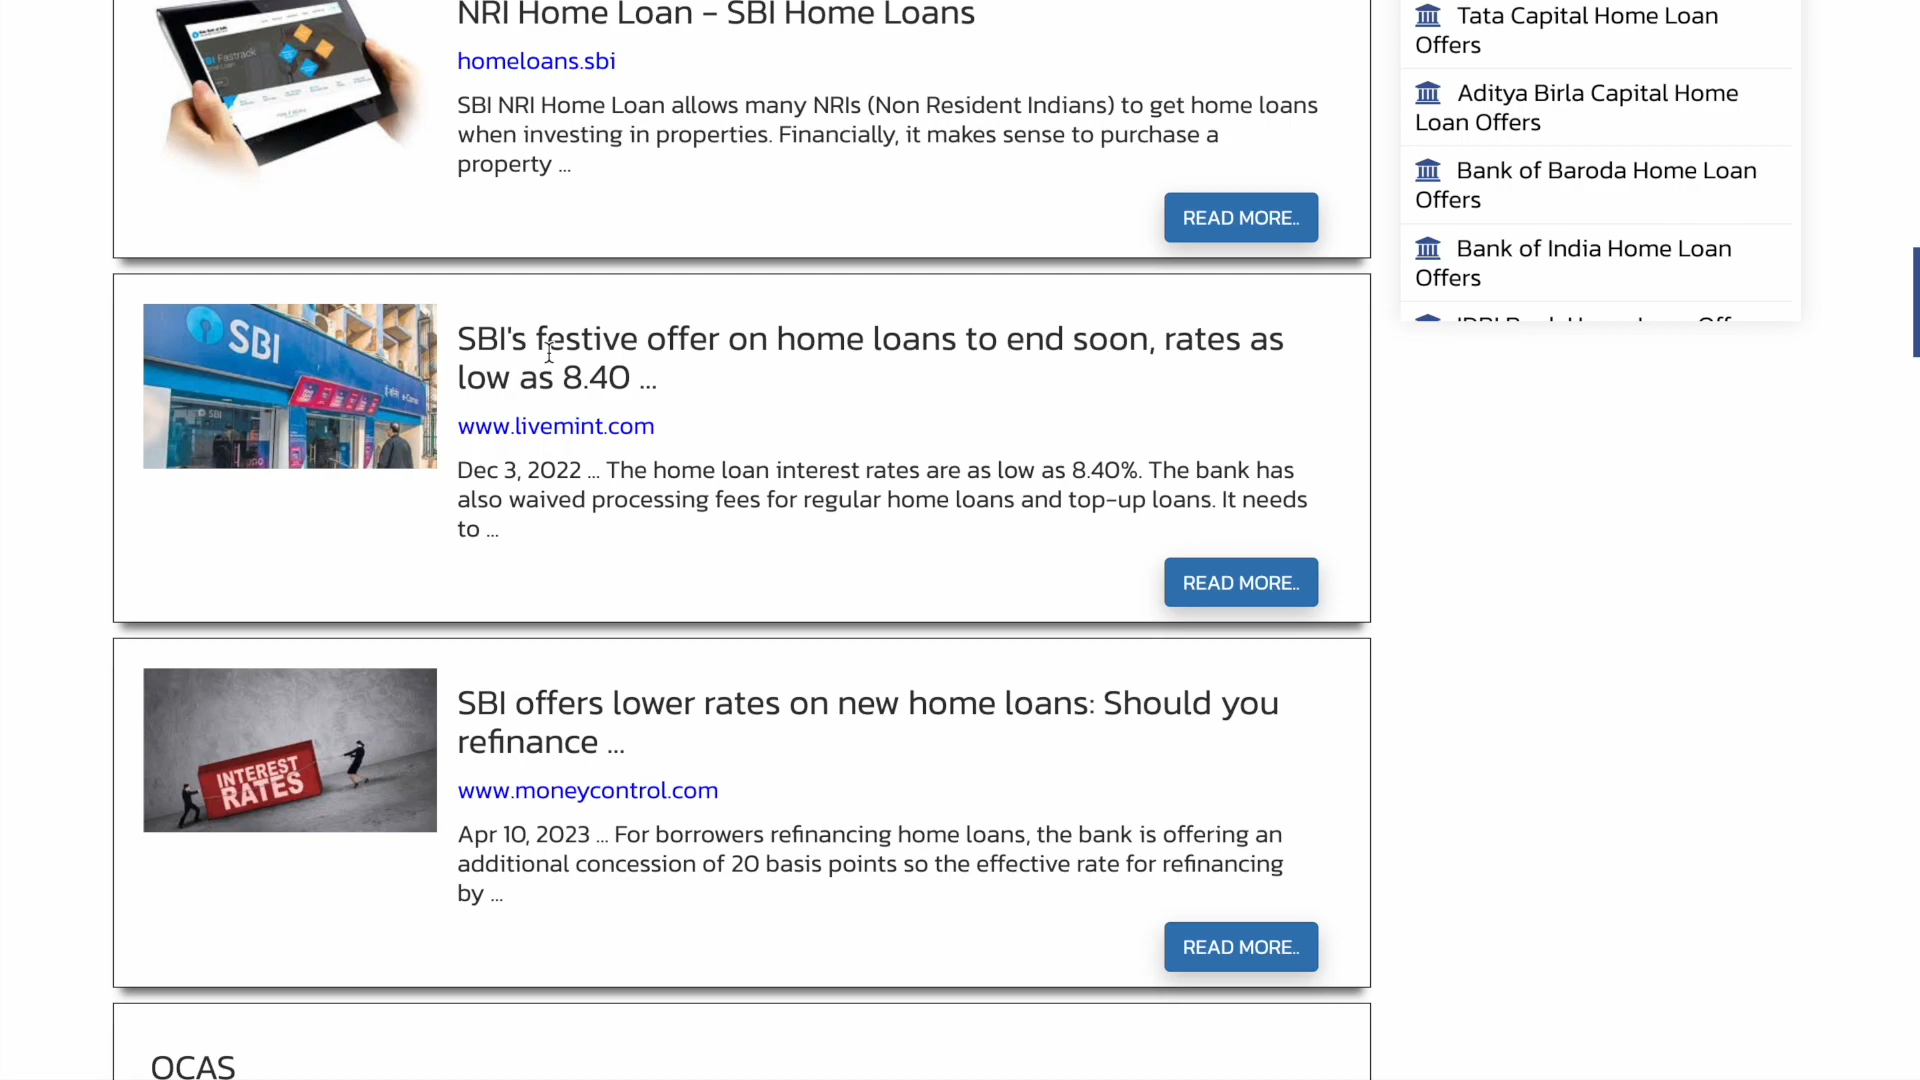 NRI Home Loan – SBI Home Loans
homeloans.sbi
SBI NRI Home Loan allows many NRIs (Non Resident Indians) to get home loans
when investing in properties. Financially, it makes sense to purchase a
property ...
READ MORE..
SBI
SBI
SBI's festive offer on home loans to end soon, rates as
low as 8.40 ...
www.livemint.com
Dec 3, 2022 ... The home loan interest rates are as low as 8.40%. The bank has
also waived processing fees for regular home loans and top-up loans. It needs
to ...
READ MORE..
INTEREST
RATES
SBI offers lower rates on new home loans: Should you
refinance ...
www.moneycontrol.com
Apr 10, 2023 ... For borrowers refinancing home loans, the bank is offering an
additional concession of 20 basis points so the effective rate for refinancing
by ...
READ MORE..
OCAS
Tata Capital Home Loan
Offers
Aditya Birla Capital Home
Loan Offers
Bank of Baroda Home Loan
Offers
Bank of India Home Loan
Offers